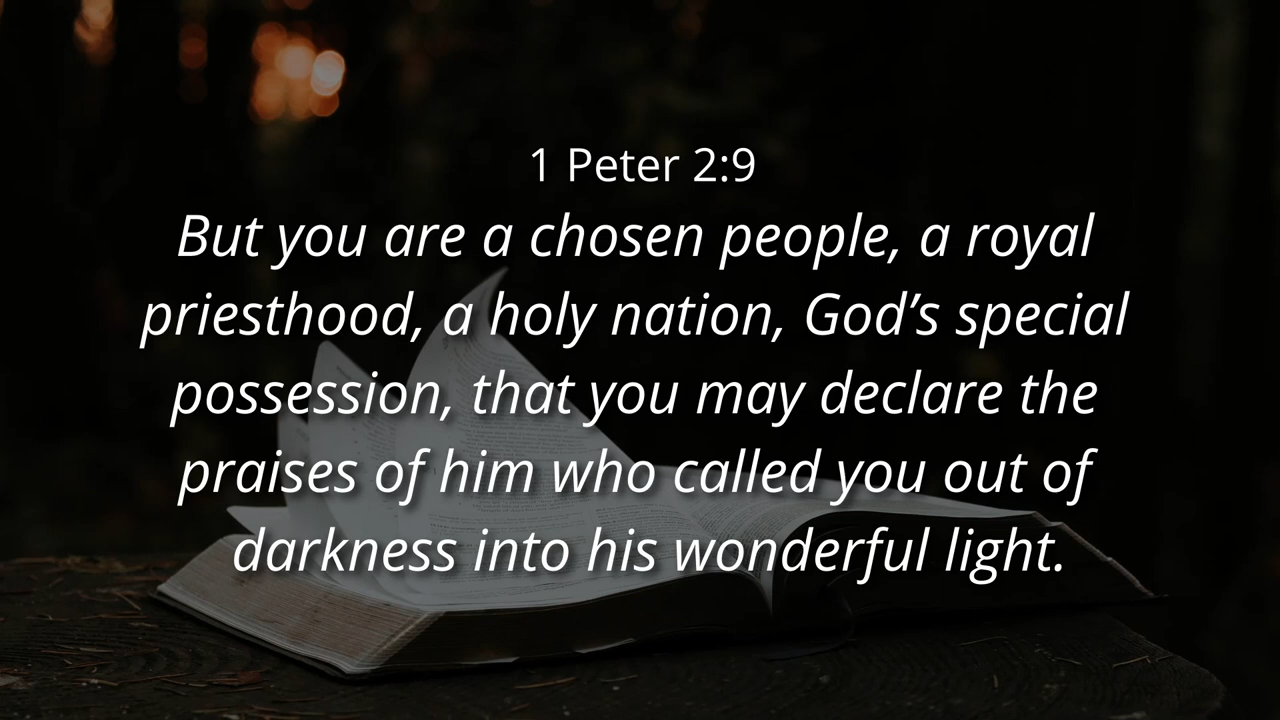 1 Peter 2:9
But you are a chosen people, a royal
priesthood, a holy nation, God’s special
possession, that you may declare the
praises of him who called you out of
darkness into his wonderful light.